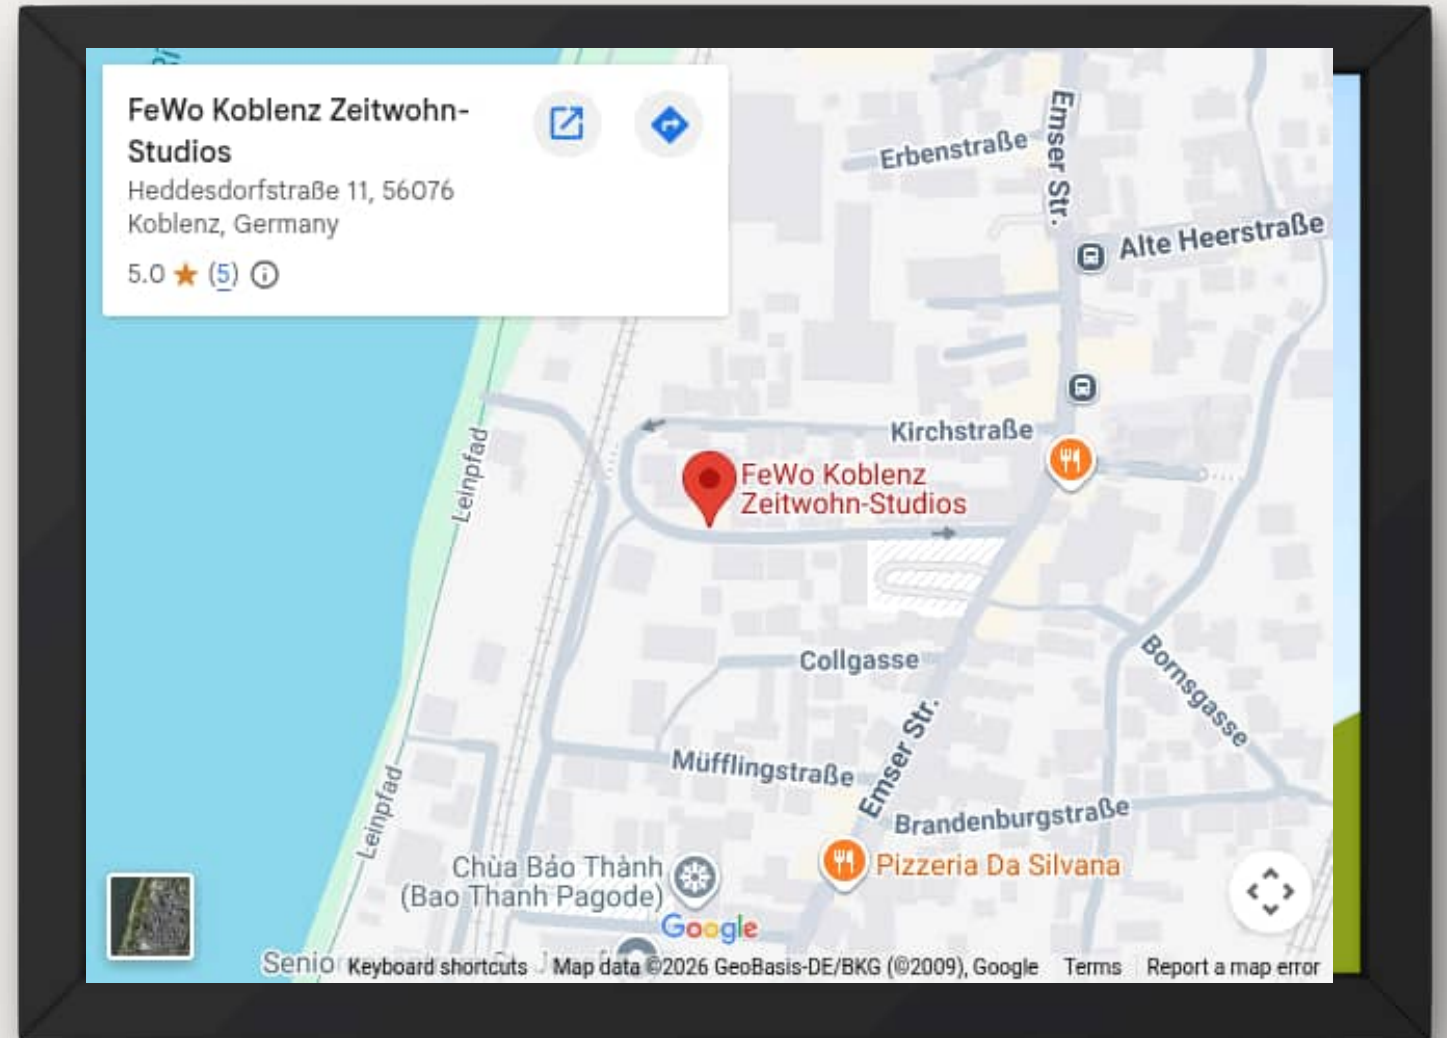 FeWo Koblenz Zeitwohn-
Studios
Heddesdorfstraße 11, 56076
Koblenz, Germany
5.0 ★ (5)
Erbenstraße
Emser Str.
Alte Heerstraße
Kirchstraße
Leinpfad
FeWo Koblenz
Zeitwohn-Studios
Collgasse
Bornsgasse
Emser Str.
Müfflingstraße
Leinpfad
Brandenburgstraße
Chùa Bảo Thành
(Bao Thanh Pagode)
Pizzeria Da Silvana
Google
Keyboard shortcuts
Map data ©2026 GeoBasis-DE/BKG (©2009), Google
Terms
Report a map error